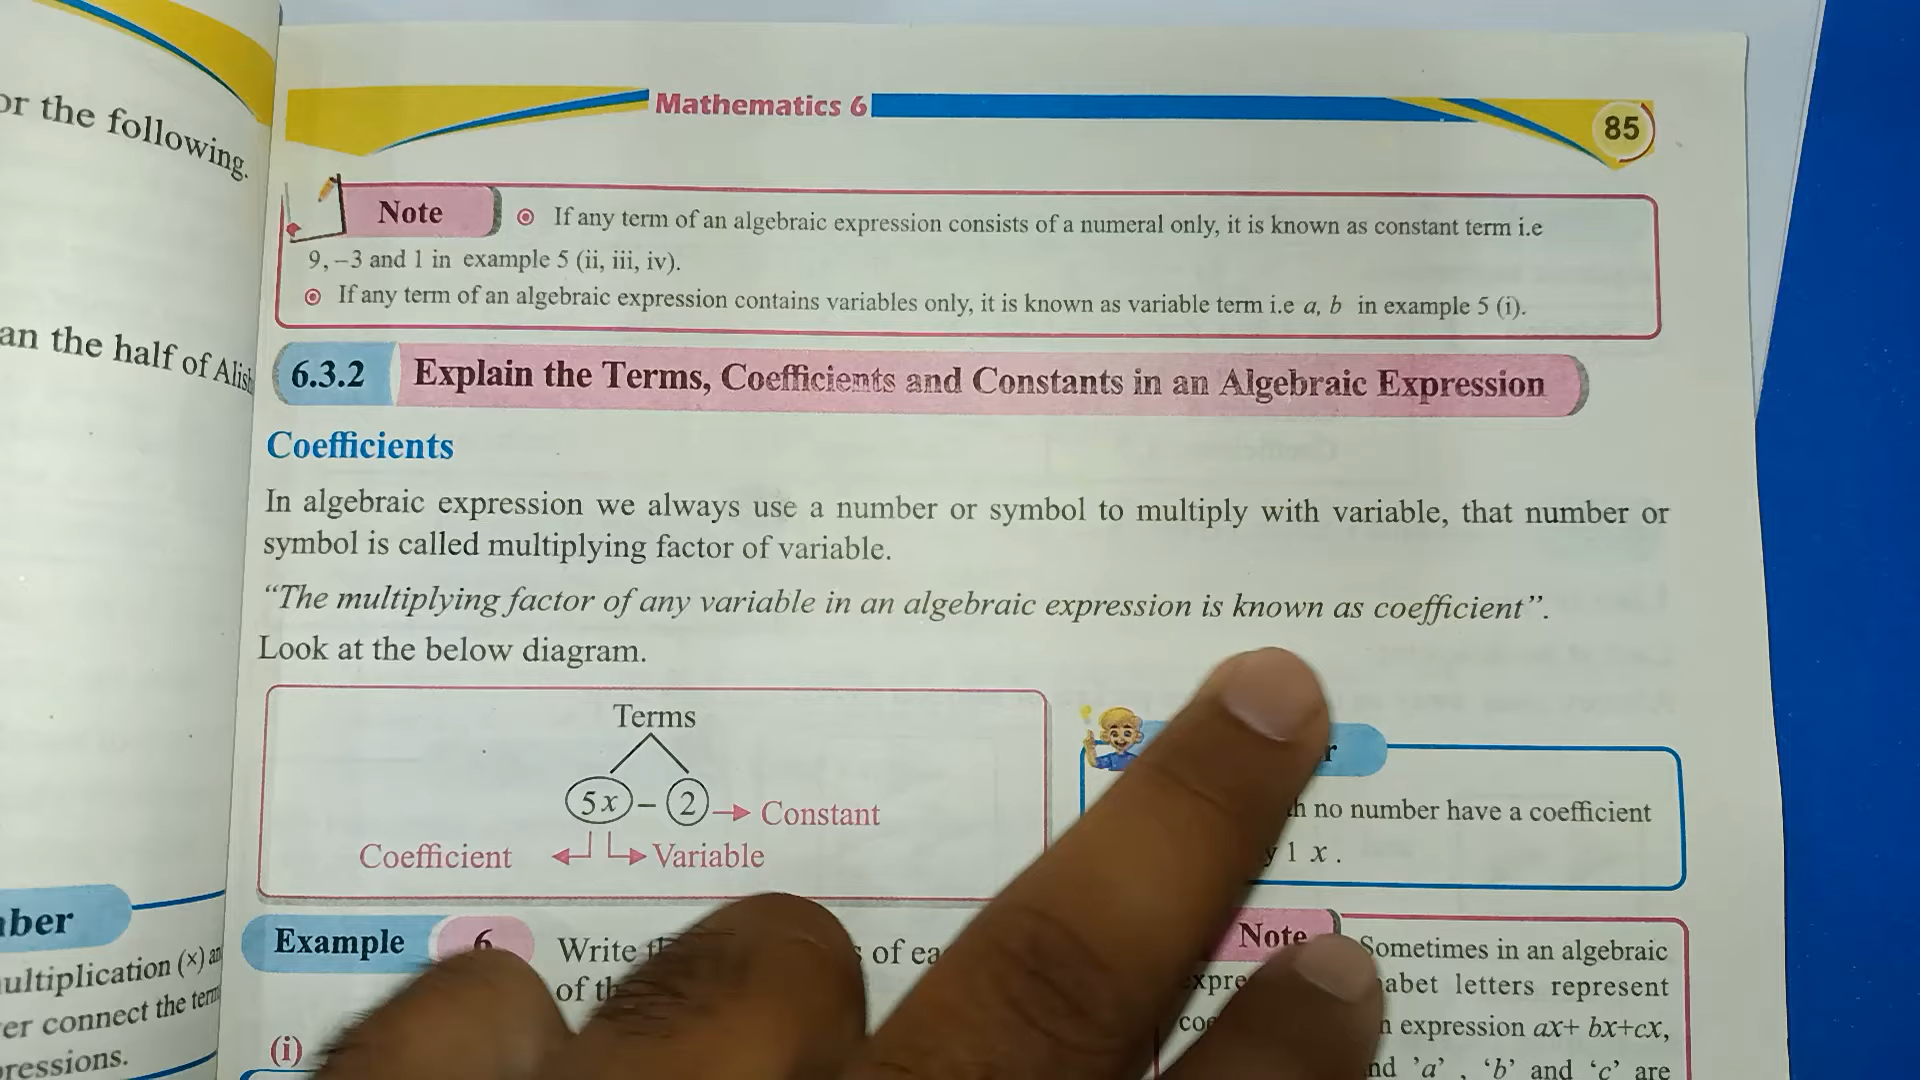 or the following.
an the half of Alish
ber
ultiplication (×) an
er connect the term
ressions.
Mathematics 6
85
Note If any term of an algebraic expression consists of a numeral only, it is known as constant term i.e
9, –3 and 1 in example 5 (ii, iii, iv).
If any term of an algebraic expression contains variables only, it is known as variable term i.e a, b in example 5 (i).
6.3.2 Explain the Terms, Coefficients and Constants in an Algebraic Expression
Coefficients
In algebraic expression we always use a number or symbol to multiply with variable, that number or
symbol is called multiplying factor of variable.
“The multiplying factor of any variable in an algebraic expression is known as coefficient”.
Look at the below diagram.
Terms
5x – 2 Constant
Coefficient Variable
r
no number have a coefficient
1 x .
Example 6 Write of
of
(i)
Note Sometimes in an algebraic
letters represent
expression ax+ bx+cx,
’a’ , ‘b’ and ‘c’ are